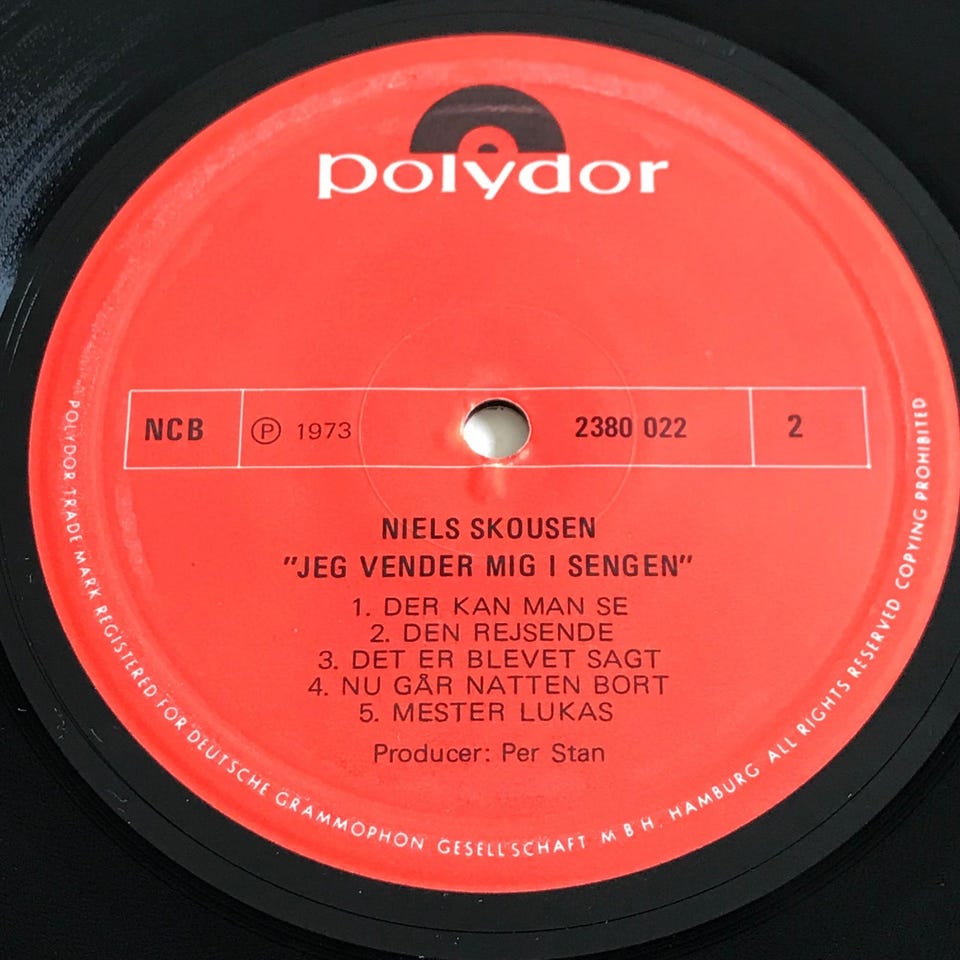 polydor
NCB
℗ 1973
2380 022
2
NIELS SKOUSEN
"JEG VENDER MIG I SENGEN"
1. DER KAN MAN SE
2. DEN REJSENDE
3. DET ER BLEVET SAGT
4. NU GÅR NATTEN BORT
5. MESTER LUKAS
Producer: Per Stan
POLYDOR TRADE MARK REGISTERED FOR DEUTSCHE GRAMMOPHON GESELLSCHAFT M B H. HAMBURG ALL RIGHTS RESERVED COPYING PROHIBITED